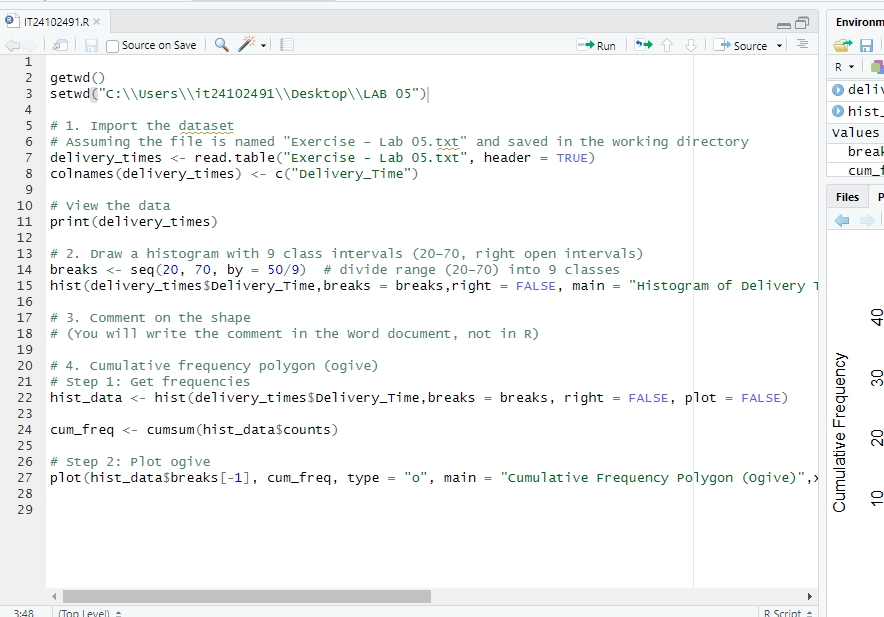 IT24102491.R
Source on Save
Run
Source
1
2 getwd()
3 setwd("C:\\Users\\it24102491\\Desktop\\LAB 05")
4
5 # 1. Import the dataset
6 # Assuming the file is named "Exercise - Lab 05.txt" and saved in the working directory
7 delivery_times <- read.table("Exercise - Lab 05.txt", header = TRUE)
8 colnames(delivery_times) <- c("Delivery_Time")
9
10 # View the data
11 print(delivery_times)
12
13 # 2. Draw a histogram with 9 class intervals (20-70, right open intervals)
14 breaks <- seq(20, 70, by = 50/9)  # divide range (20-70) into 9 classes
15 hist(delivery_times$Delivery_Time,breaks = breaks,right = FALSE, main = "Histogram of Delivery T
16
17 # 3. Comment on the shape
18 # (You will write the comment in the Word document, not in R)
19
20 # 4. Cumulative frequency polygon (ogive)
21 # Step 1: Get frequencies
22 hist_data <- hist(delivery_times$Delivery_Time,breaks = breaks, right = FALSE, plot = FALSE)
23
24 cum_freq <- cumsum(hist_data$counts)
25
26 # Step 2: Plot ogive
27 plot(hist_data$breaks[-1], cum_freq, type = "o", main = "Cumulative Frequency Polygon (Ogive)",x
28
29
3:48 (Top Level)
R Script
Environm
R
deliv
hist_
Values
break
cum_f
Files P
Cumulative Frequency
40
30
20
10